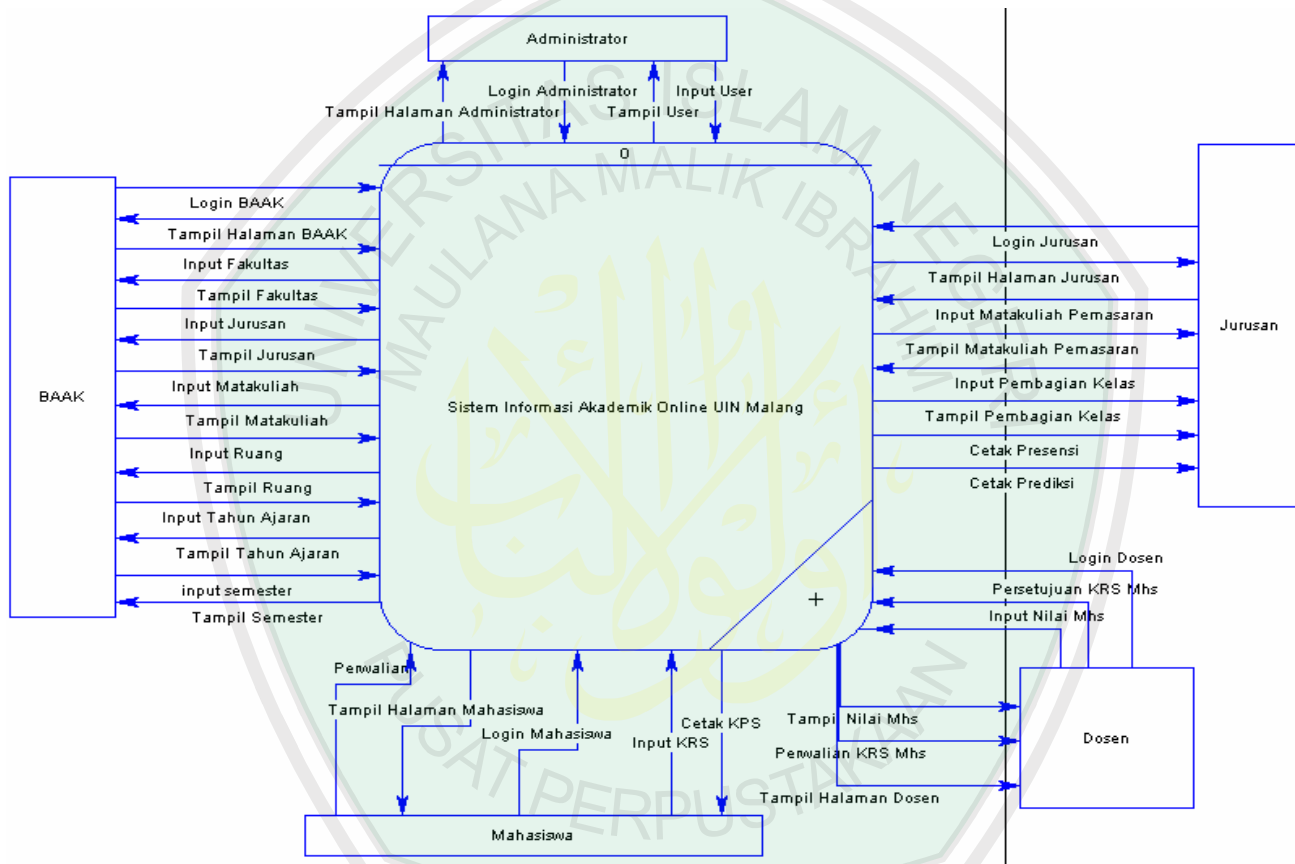 Administrator
Login Administrator
Input User
Tampil Halaman Administrator
Tampil User
0
UNIVERSITAS ISLAM NEGERI
MAULANA MALIK IBRAHIM
BAAK
Login BAAK
Tampil Halaman BAAK
Input Fakultas
Tampil Fakultas
Input Jurusan
Tampil Jurusan
Input Matakuliah
Tampil Matakuliah
Input Ruang
Tampil Ruang
Input Tahun Ajaran
Tampil Tahun Ajaran
input semester
Tampil Semester
Sistem Informasi Akademik Online UIN Malang
Jurusan
Login Jurusan
Tampil Halaman Jurusan
Input Matakuliah Pemasaran
Tampil Matakuliah Pemasaran
Input Pembagian Kelas
Tampil Pembagian Kelas
Cetak Presensi
Cetak Prediksi
Login Dosen
Persetujuan KRS Mhs
Input Nilai Mhs
Dosen
Tampil Nilai Mhs
Perwalian KRS Mhs
Tampil Halaman Dosen
Perwalian
Tampil Halaman Mahasiswa
Login Mahasiswa
Input KRS
Cetak KPS
Mahasiswa
PUSAT PERPUSTAKAAN